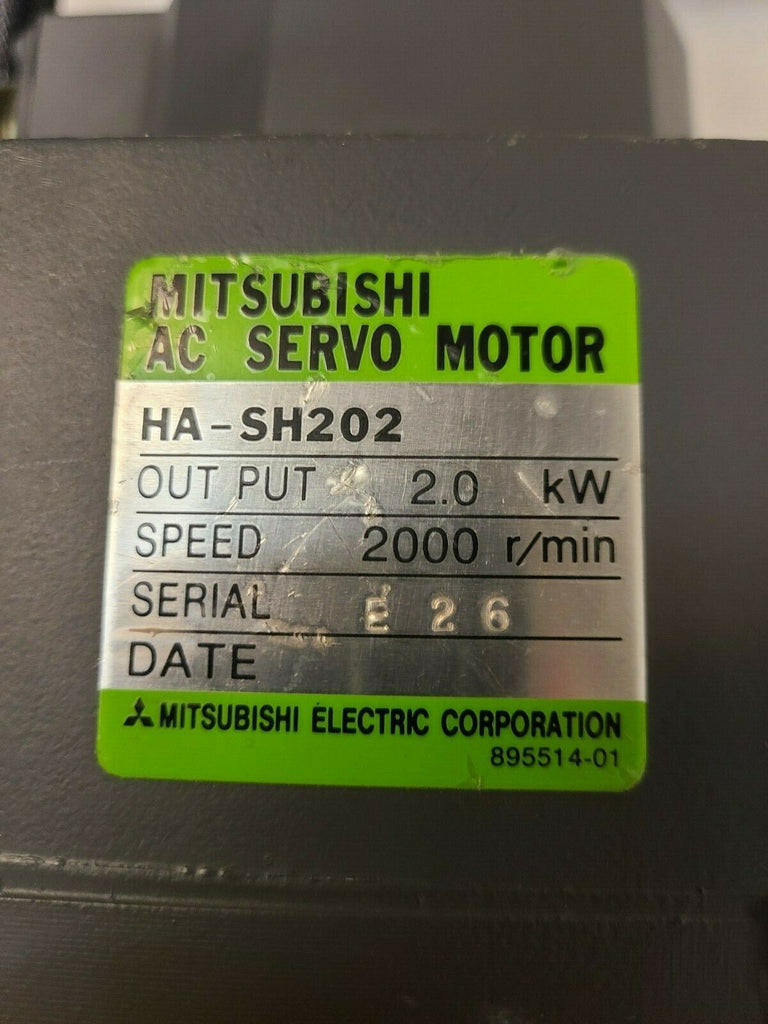 MITSUBISHI
AC SERVO MOTOR
HA-SH202
OUT PUT 2.0 kW
SPEED 2000 r/min
SERIAL E 26
DATE
MITSUBISHI ELECTRIC CORPORATION
895514-01